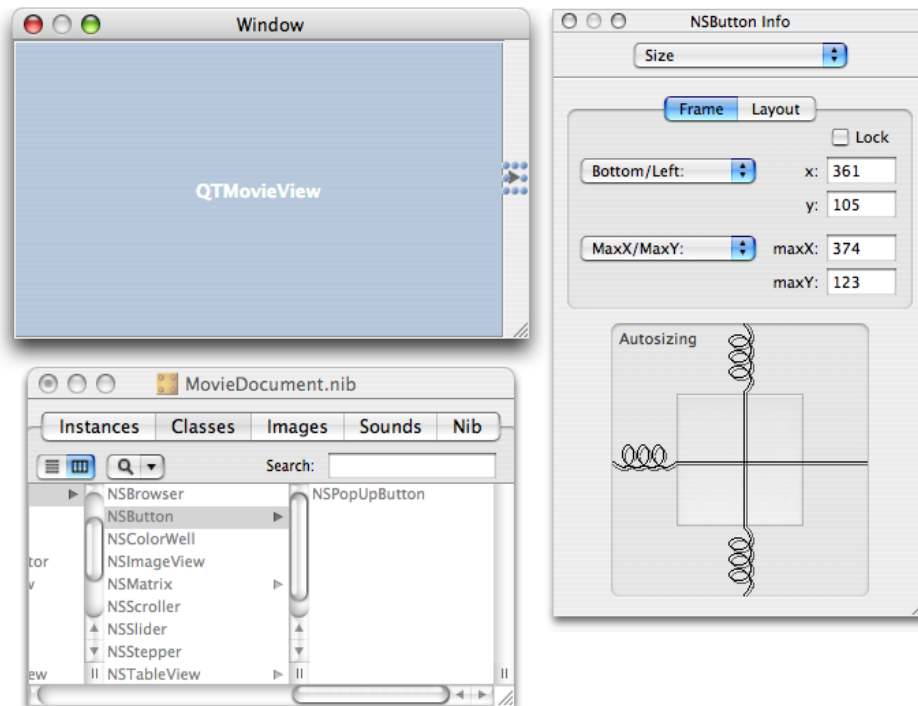 Window
QTMovieView
NSButton Info
Size
Frame Layout
Lock
Bottom/Left: x: 361
y: 105
MaxX/MaxY: maxX: 374
maxY: 123
Autosizing
MovieDocument.nib
Instances Classes Images Sounds Nib
Search:
NSBrowser NSPopUpButton
NSButton
NSColorWell
tor NSImageView
w NSMatrix
NSScroller
NSSlider
NSStepper
ew NSTableView